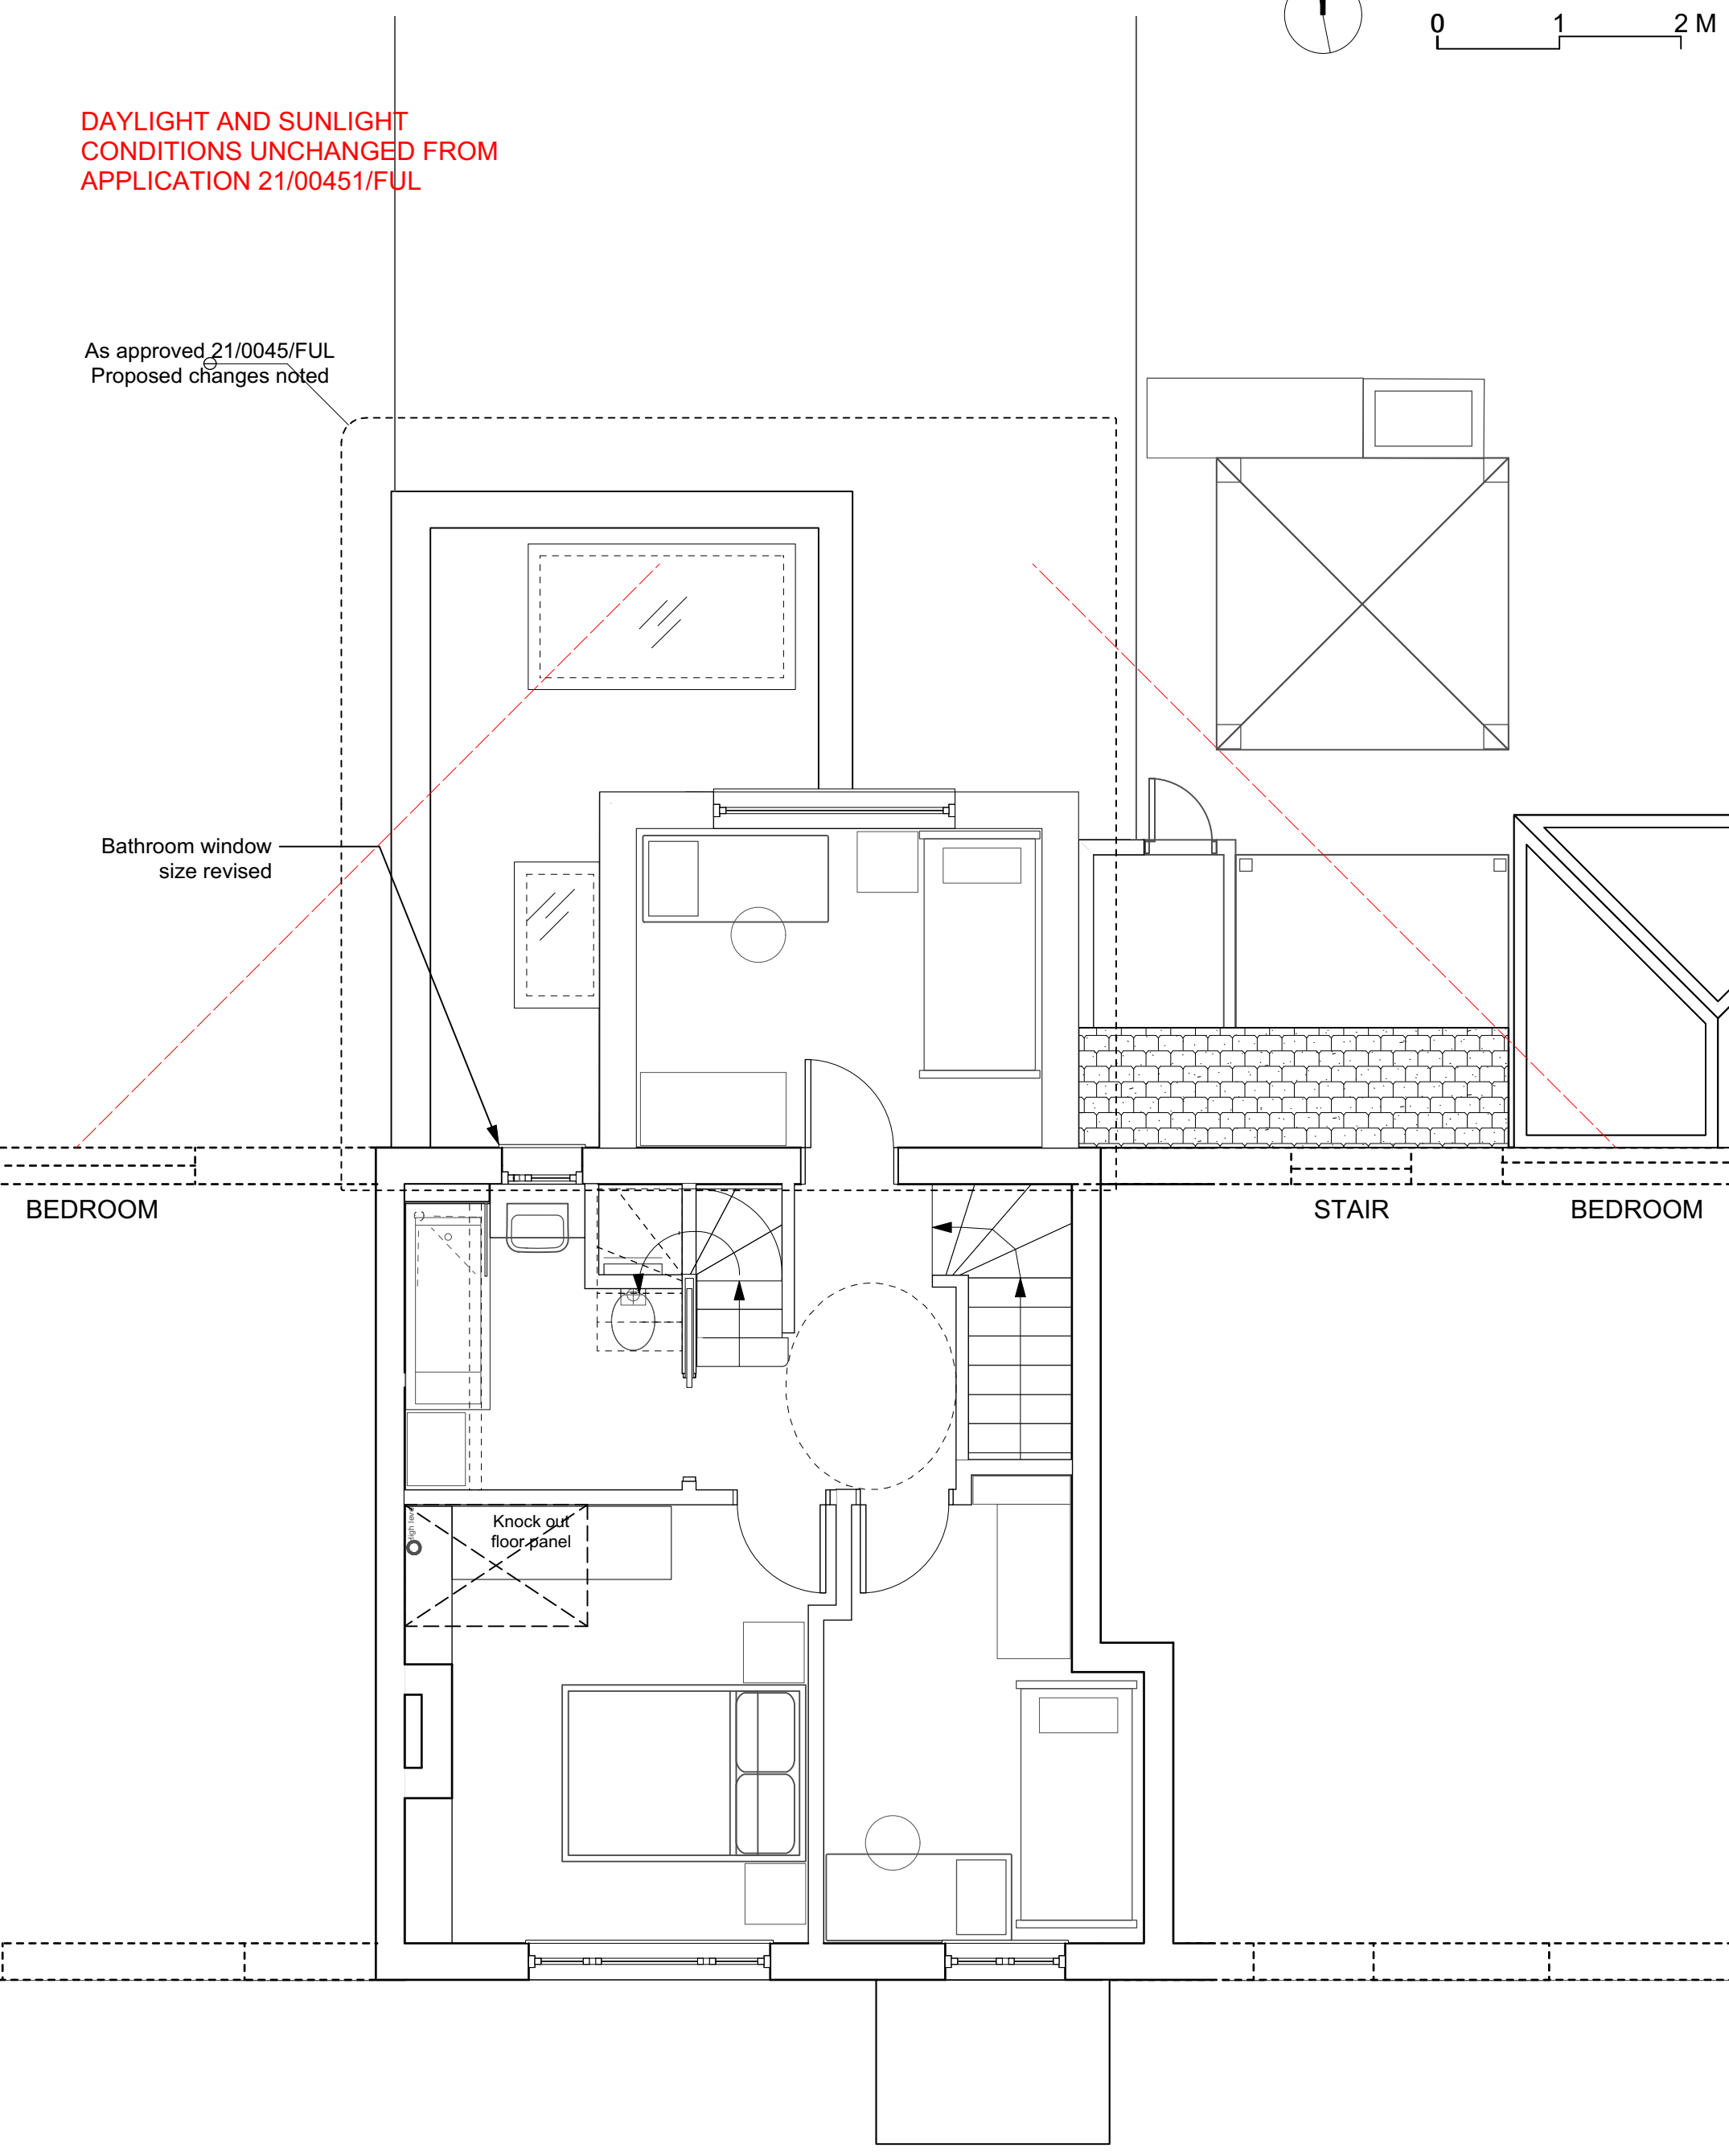 0 1 2 M
DAYLIGHT AND SUNLIGHT
CONDITIONS UNCHANGED FROM
APPLICATION 21/00451/FUL
As approved 21/0045/FUL
Proposed changes noted
Bathroom window
size revised
BEDROOM
STAIR
BEDROOM
Knock out
floor panel